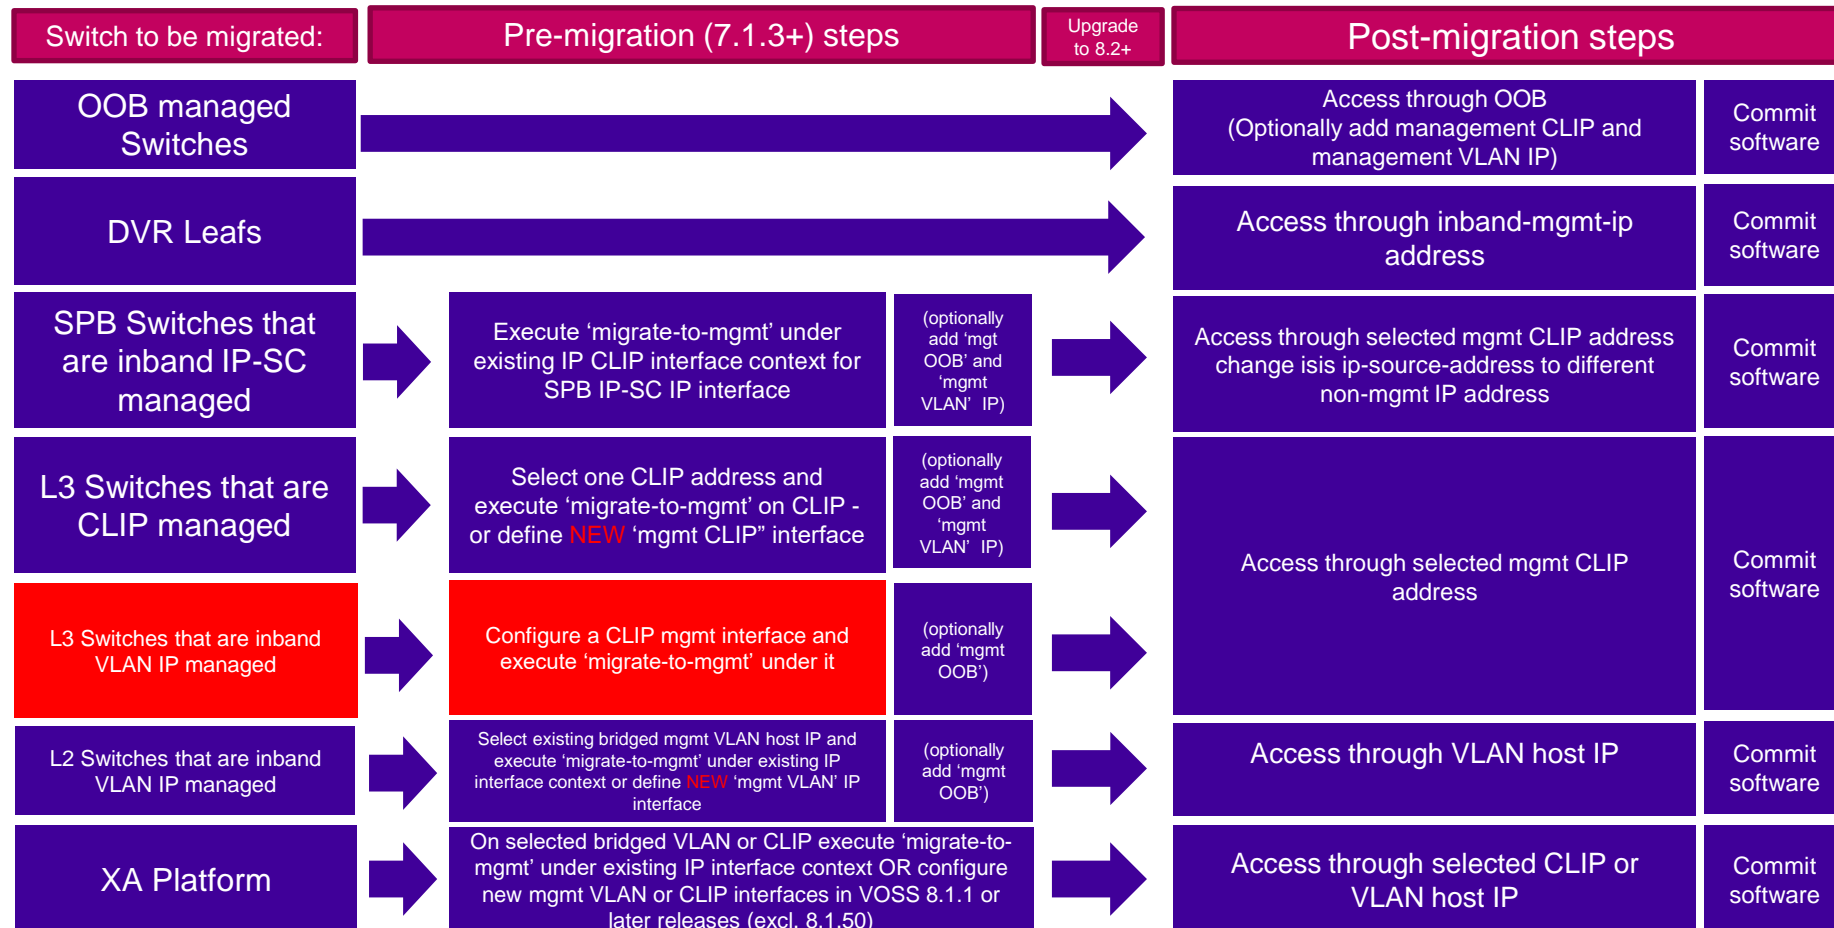 Switch to be migrated:
Pre-migration (7.1.3+) steps
Upgrade
to 8.2+
Post-migration steps
OOB managed
Switches
Access through OOB
(Optionally add management CLIP and
management VLAN IP)
Commit
software
DVR Leafs
Access through inband-mgmt-ip
address
Commit
software
SPB Switches that
are inband IP-SC
managed
Execute ‘migrate-to-mgmt’ under
existing IP CLIP interface context for
SPB IP-SC IP interface
(optionally
add ‘mgt
OOB’ and
‘mgmt
VLAN’ IP)
Access through selected mgmt CLIP address
change isis ip-source-address to different
non-mgmt IP address
Commit
software
L3 Switches that are
CLIP managed
Select one CLIP address and
execute ‘migrate-to-mgmt’ on CLIP -
or define NEW ‘mgmt CLIP” interface
(optionally
add ‘mgmt
OOB’ and
‘mgmt
VLAN’ IP)
Access through selected mgmt CLIP
address
Commit
software
L3 Switches that are inband
VLAN IP managed
Configure a CLIP mgmt interface and
execute ‘migrate-to-mgmt’ under it
(optionally
add ‘mgmt
OOB’)
L2 Switches that are inband
VLAN IP managed
Select existing bridged mgmt VLAN host IP and
execute ‘migrate-to-mgmt’ under existing IP
interface context or define NEW ‘mgmt VLAN’ IP
interface
(optionally
add ‘mgmt
OOB’)
Access through VLAN host IP
Commit
software
XA Platform
On selected bridged VLAN or CLIP execute ‘migrate-to-
mgmt’ under existing IP interface context OR configure
new mgmt VLAN or CLIP interfaces in VOSS 8.1.1 or
later releases (excl. 8.1.50)
Access through selected CLIP or
VLAN host IP
Commit
software